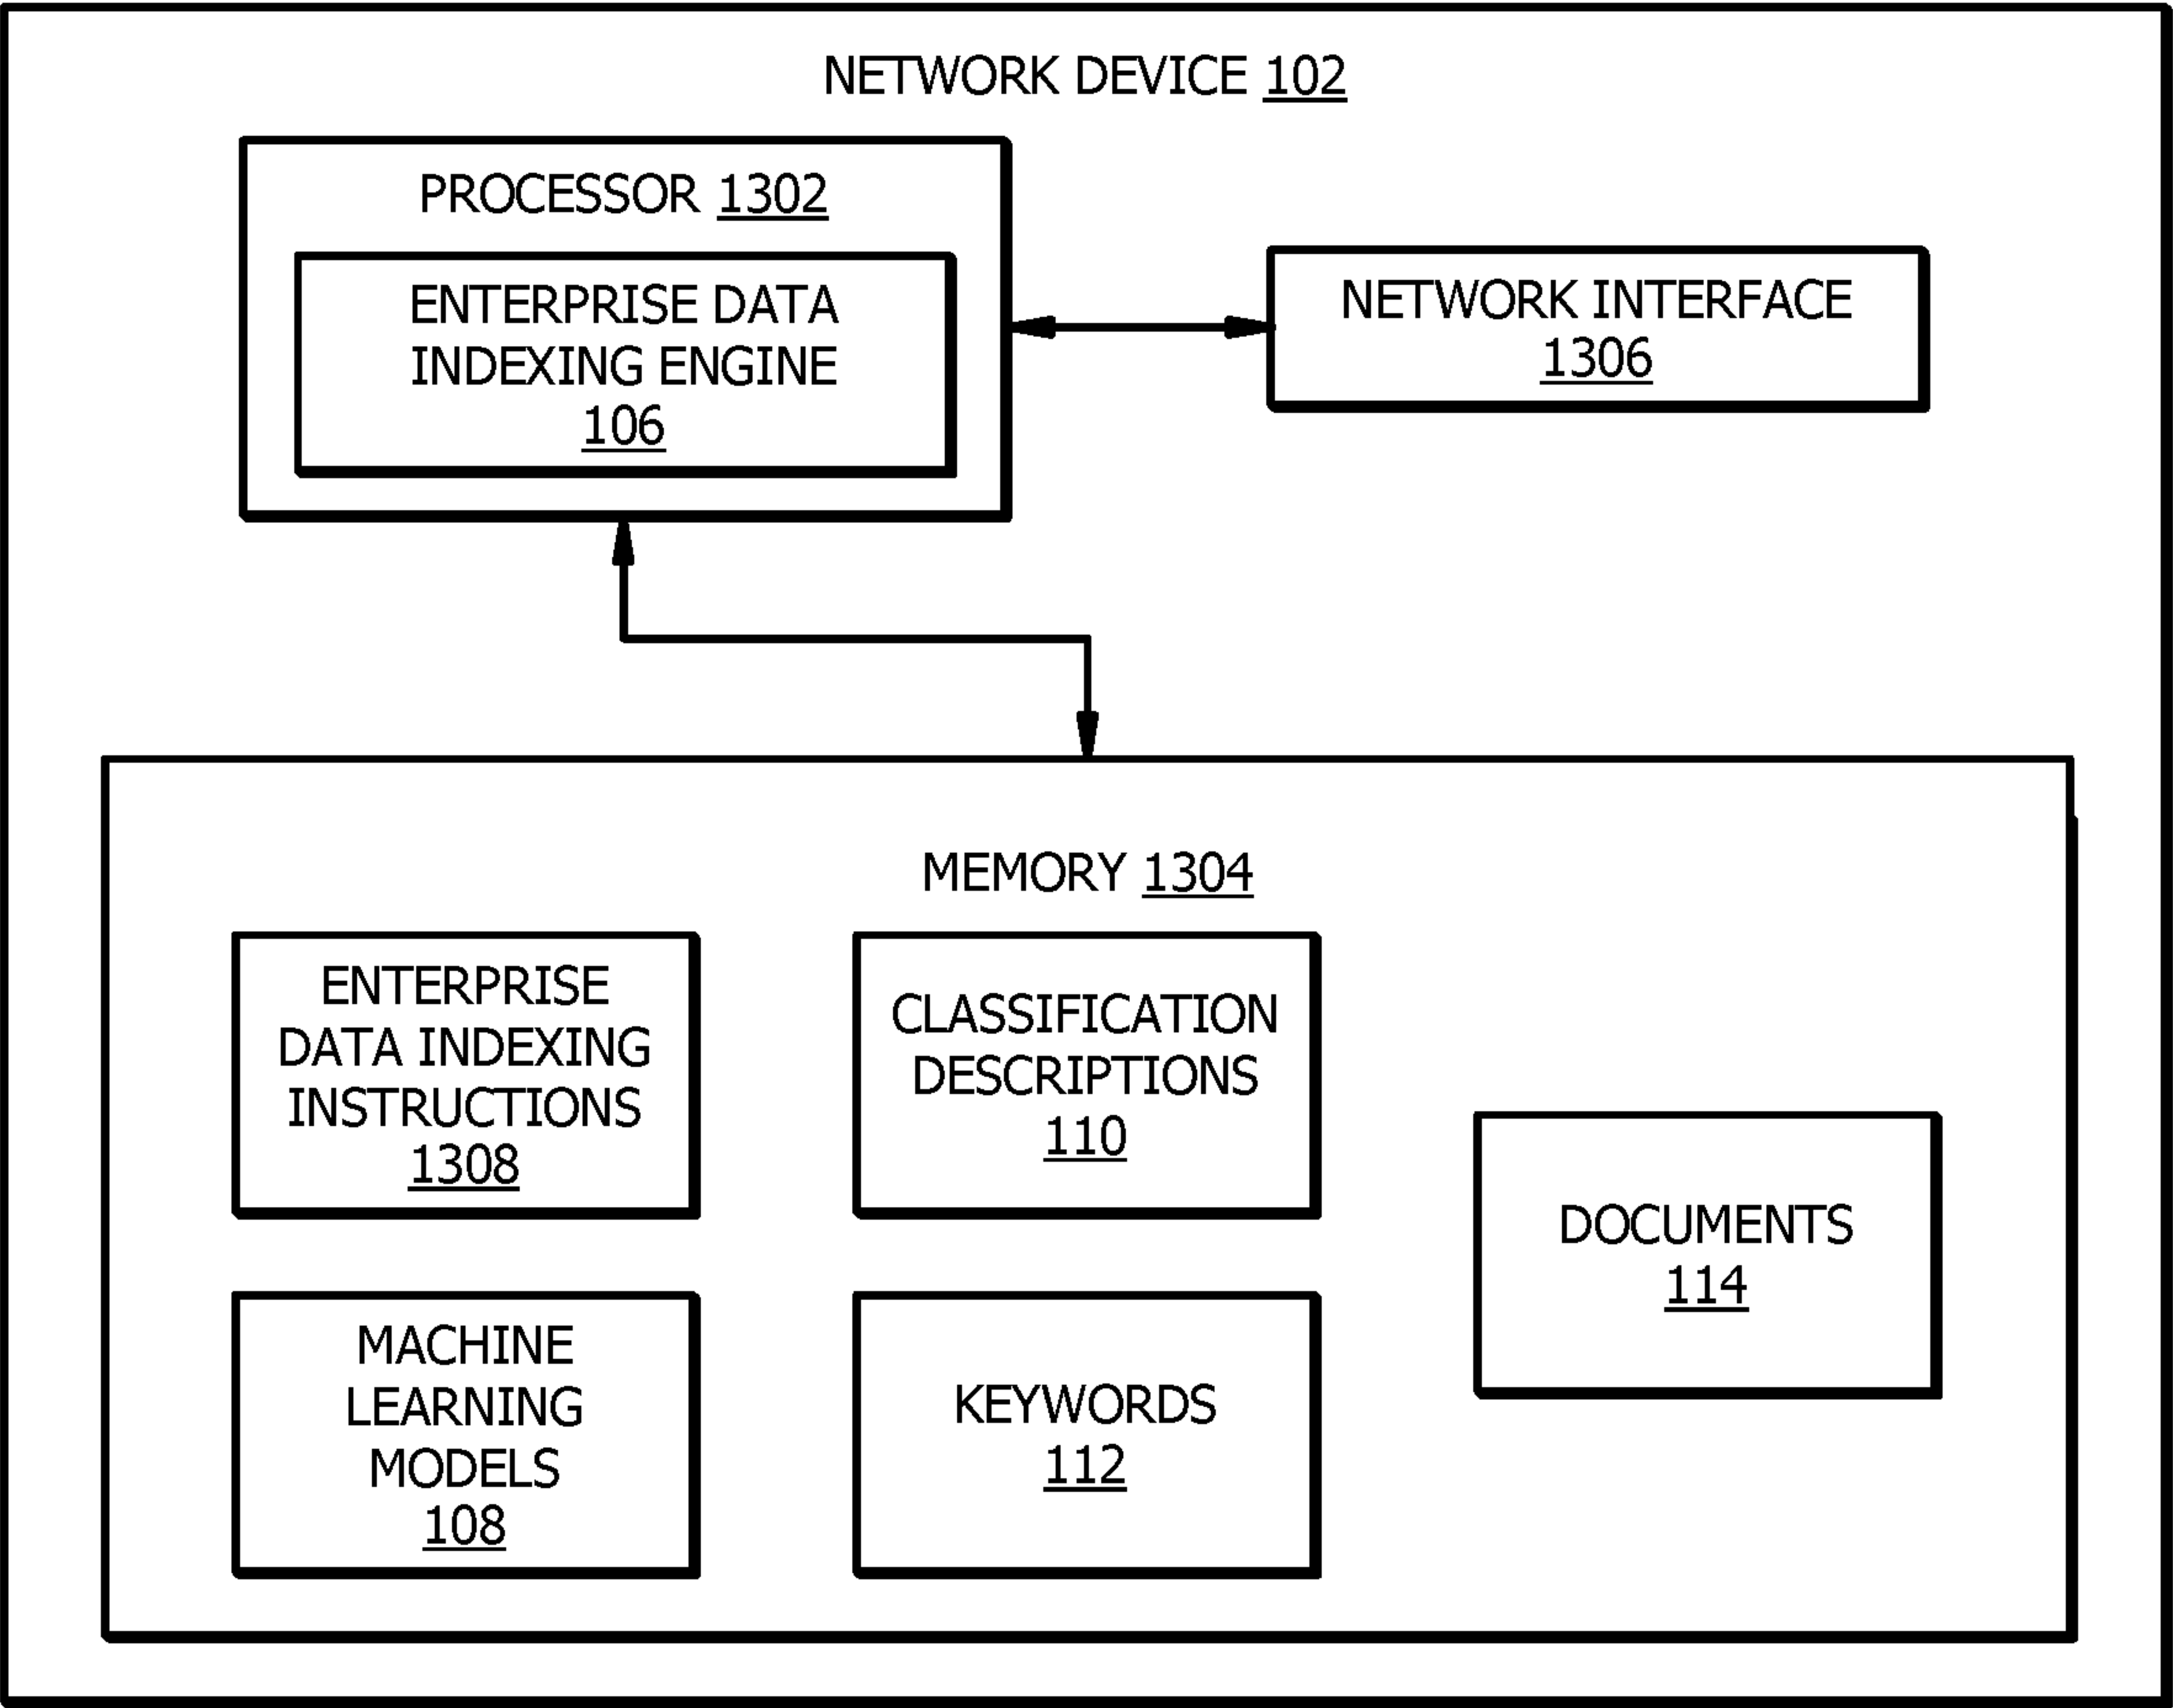 NETWORK DEVICE 102
PROCESSOR 1302
ENTERPRISE DATA
INDEXING ENGINE
106
NETWORK INTERFACE
1306
MEMORY 1304
ENTERPRISE
DATA INDEXING
INSTRUCTIONS
1308
CLASSIFICATION
DESCRIPTIONS
110
DOCUMENTS
114
MACHINE
LEARNING
MODELS
108
KEYWORDS
112